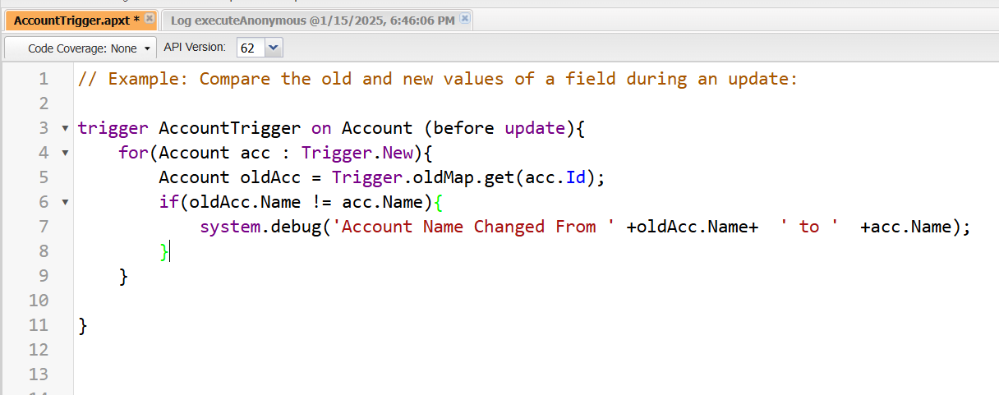 AccountTrigger.apxt *
Log executeAnonymous @1/15/2025, 6:46:06 PM
Code Coverage: None
API Version: 62
1 // Example: Compare the old and new values of a field during an update:
2
3 trigger AccountTrigger on Account (before update){
4 for(Account acc : Trigger.New){
5 Account oldAcc = Trigger.oldMap.get(acc.Id);
6 if(oldAcc.Name != acc.Name){
7 system.debug('Account Name Changed From ' +oldAcc.Name+  ' to '  +acc.Name);
8 }
9 }
10
11 }
12
13